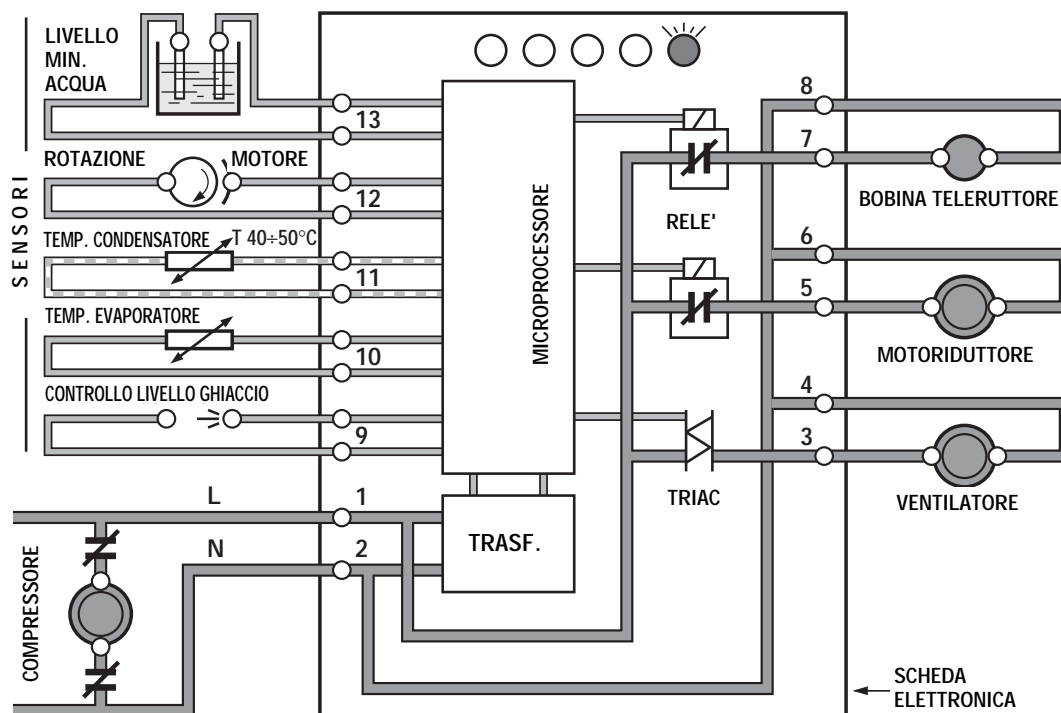 LIVELLO
MIN.
ACQUA
13
ROTAZIONE MOTORE
12
TEMP. CONDENSATORE T 40÷50°C
11
TEMP. EVAPORATORE
10
CONTROLLO LIVELLO GHIACCIO
9
SENSORI
L 1
N 2
COMPRESSORE
MICROPROCESSORE
TRASF.
RELE'
TRIAC
8
7
BOBINA TELERUTTORE
6
5
MOTORIDUTTORE
4
3
VENTILATORE
SCHEDA
ELETTRONICA